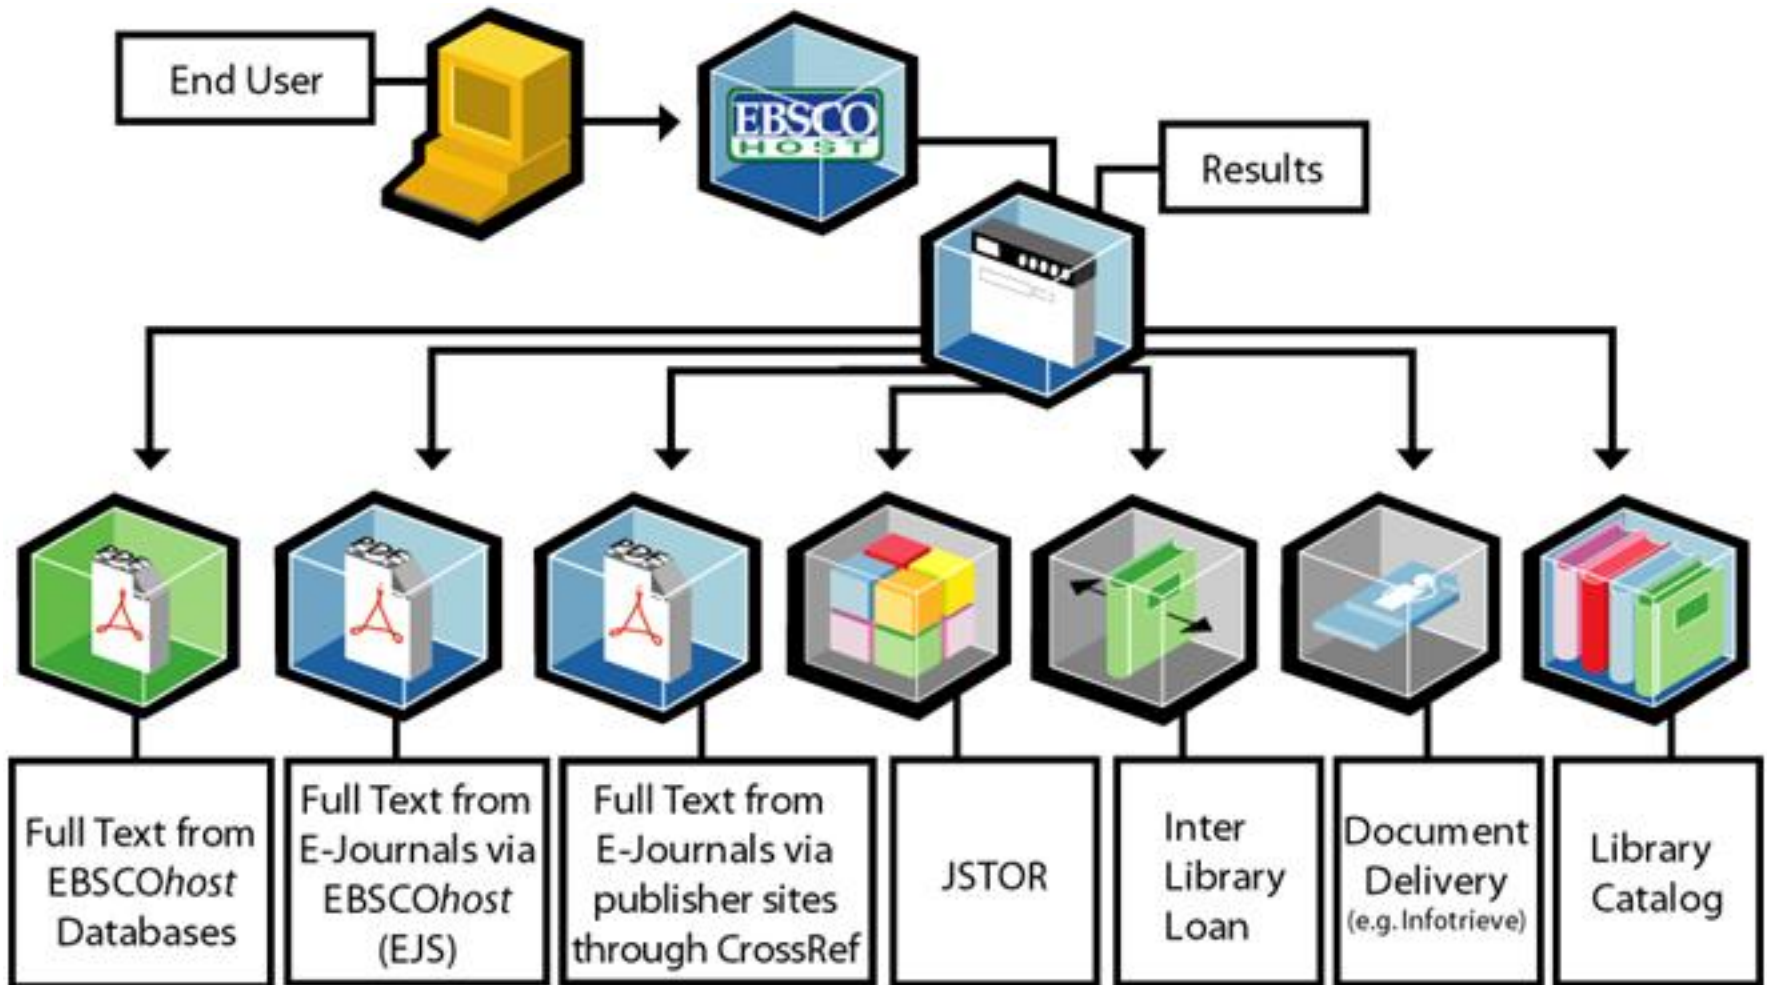 End User
EBSCO
HOST
Results
PDF
PDF
PDF
Full Text from
EBSCOhost
Databases
Full Text from
E-Journals via
EBSCOhost
(EJS)
Full Text from
E-Journals via
publisher sites
through CrossRef
JSTOR
Inter
Library
Loan
Document
Delivery
(e.g. Infotrieve)
Library
Catalog